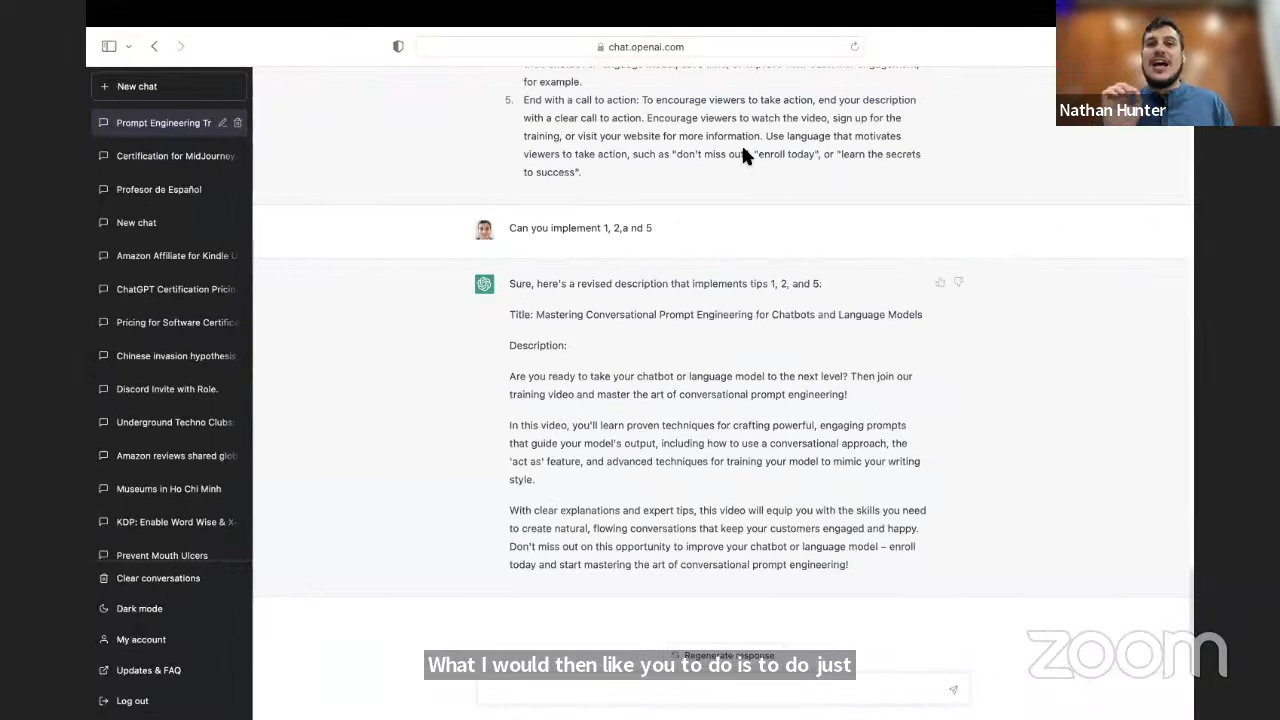 chat.openai.com
Nathan Hunter
New chat
Prompt Engineering Tr
Certification for MidJourney
Profesor de Español
New chat
Amazon Affiliate for Kindle U
ChatGPT Certification Pricin
Pricing for Software Certifica
Chinese invasion hypothesis
Discord Invite with Role.
Underground Techno Clubs:
Amazon reviews shared glob
Museums in Ho Chi Minh
KDP: Enable Word Wise & X-
Prevent Mouth Ulcers
Clear conversations
Dark mode
My account
Updates & FAQ
Log out
for example.
5. End with a call to action: To encourage viewers to take action, end your description
with a clear call to action. Encourage viewers to watch the video, sign up for the
training, or visit your website for more information. Use language that motivates
viewers to take action, such as "don't miss out", "enroll today", or "learn the secrets
to success".
Can you implement 1, 2,a nd 5
Sure, here's a revised description that implements tips 1, 2, and 5:
Title: Mastering Conversational Prompt Engineering for Chatbots and Language Models
Description:
Are you ready to take your chatbot or language model to the next level? Then join our
training video and master the art of conversational prompt engineering!
In this video, you'll learn proven techniques for crafting powerful, engaging prompts
that guide your model's output, including how to use a conversational approach, the
'act as' feature, and advanced techniques for training your model to mimic your writing
style.
With clear explanations and expert tips, this video will equip you with the skills you need
to create natural, flowing conversations that keep your customers engaged and happy.
Don't miss out on this opportunity to improve your chatbot or language model – enroll
today and start mastering the art of conversational prompt engineering!
Regenerate response
What I would then like you to do is to do just
zoom